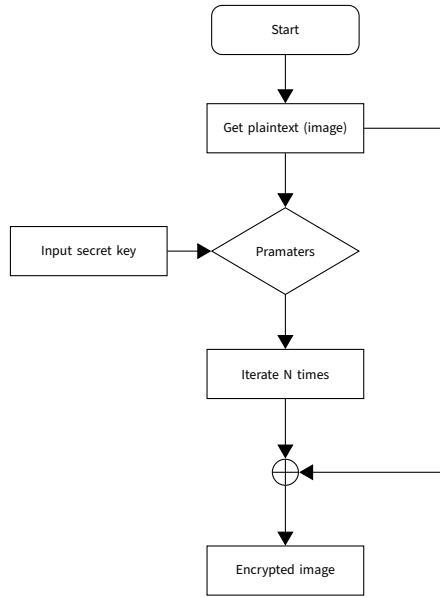 Start
Get plaintext (image)
Input secret key
Pramaters
Iterate N times
Encrypted image